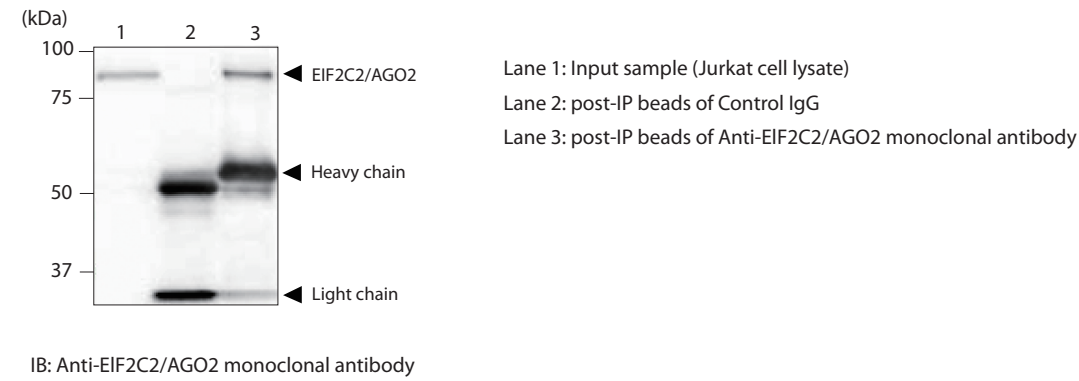 (kDa)
1 2 3
100
EIF2C2/AGO2
75
Heavy chain
50
37
Light chain
Lane 1: Input sample (Jurkat cell lysate)
Lane 2: post-IP beads of Control IgG
Lane 3: post-IP beads of Anti-EIF2C2/AGO2 monoclonal antibody
IB: Anti-EIF2C2/AGO2 monoclonal antibody